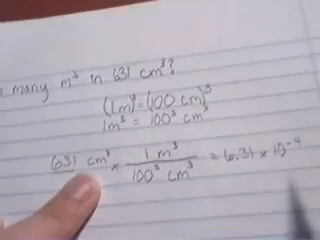 many m³ in 631 cm³?
(1m)³ = (100 cm)³
1m³ = 100³ cm³
631 cm³ × 1 m³ / 100³ cm³ = 6.31 × 10⁻⁴